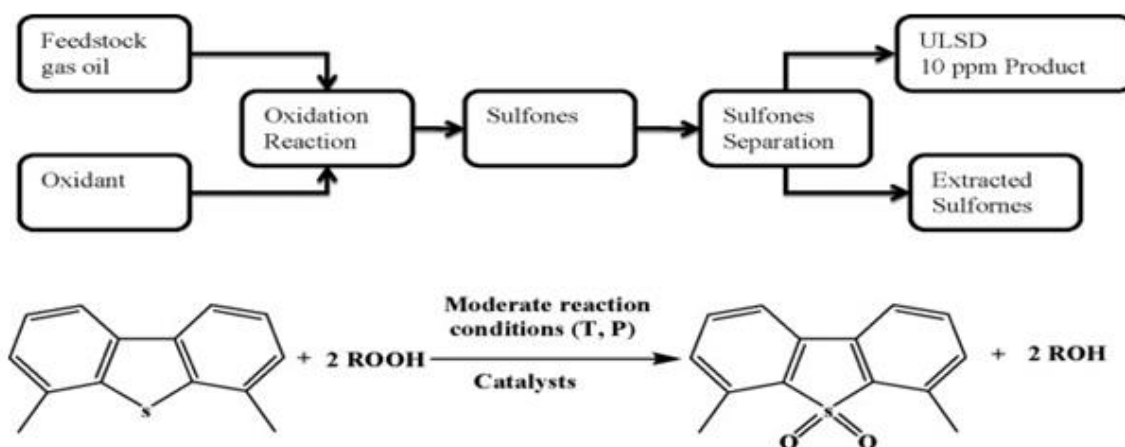 Feedstock
gas oil
ULSD
10 ppm Product
Oxidation
Reaction
Sulfones
Sulfones
Separation
Oxidant
Extracted
Sulfornes
Moderate reaction
conditions (T, P)
+ 2 ROOH
Catalysts
+ 2 ROH
S
S
O O